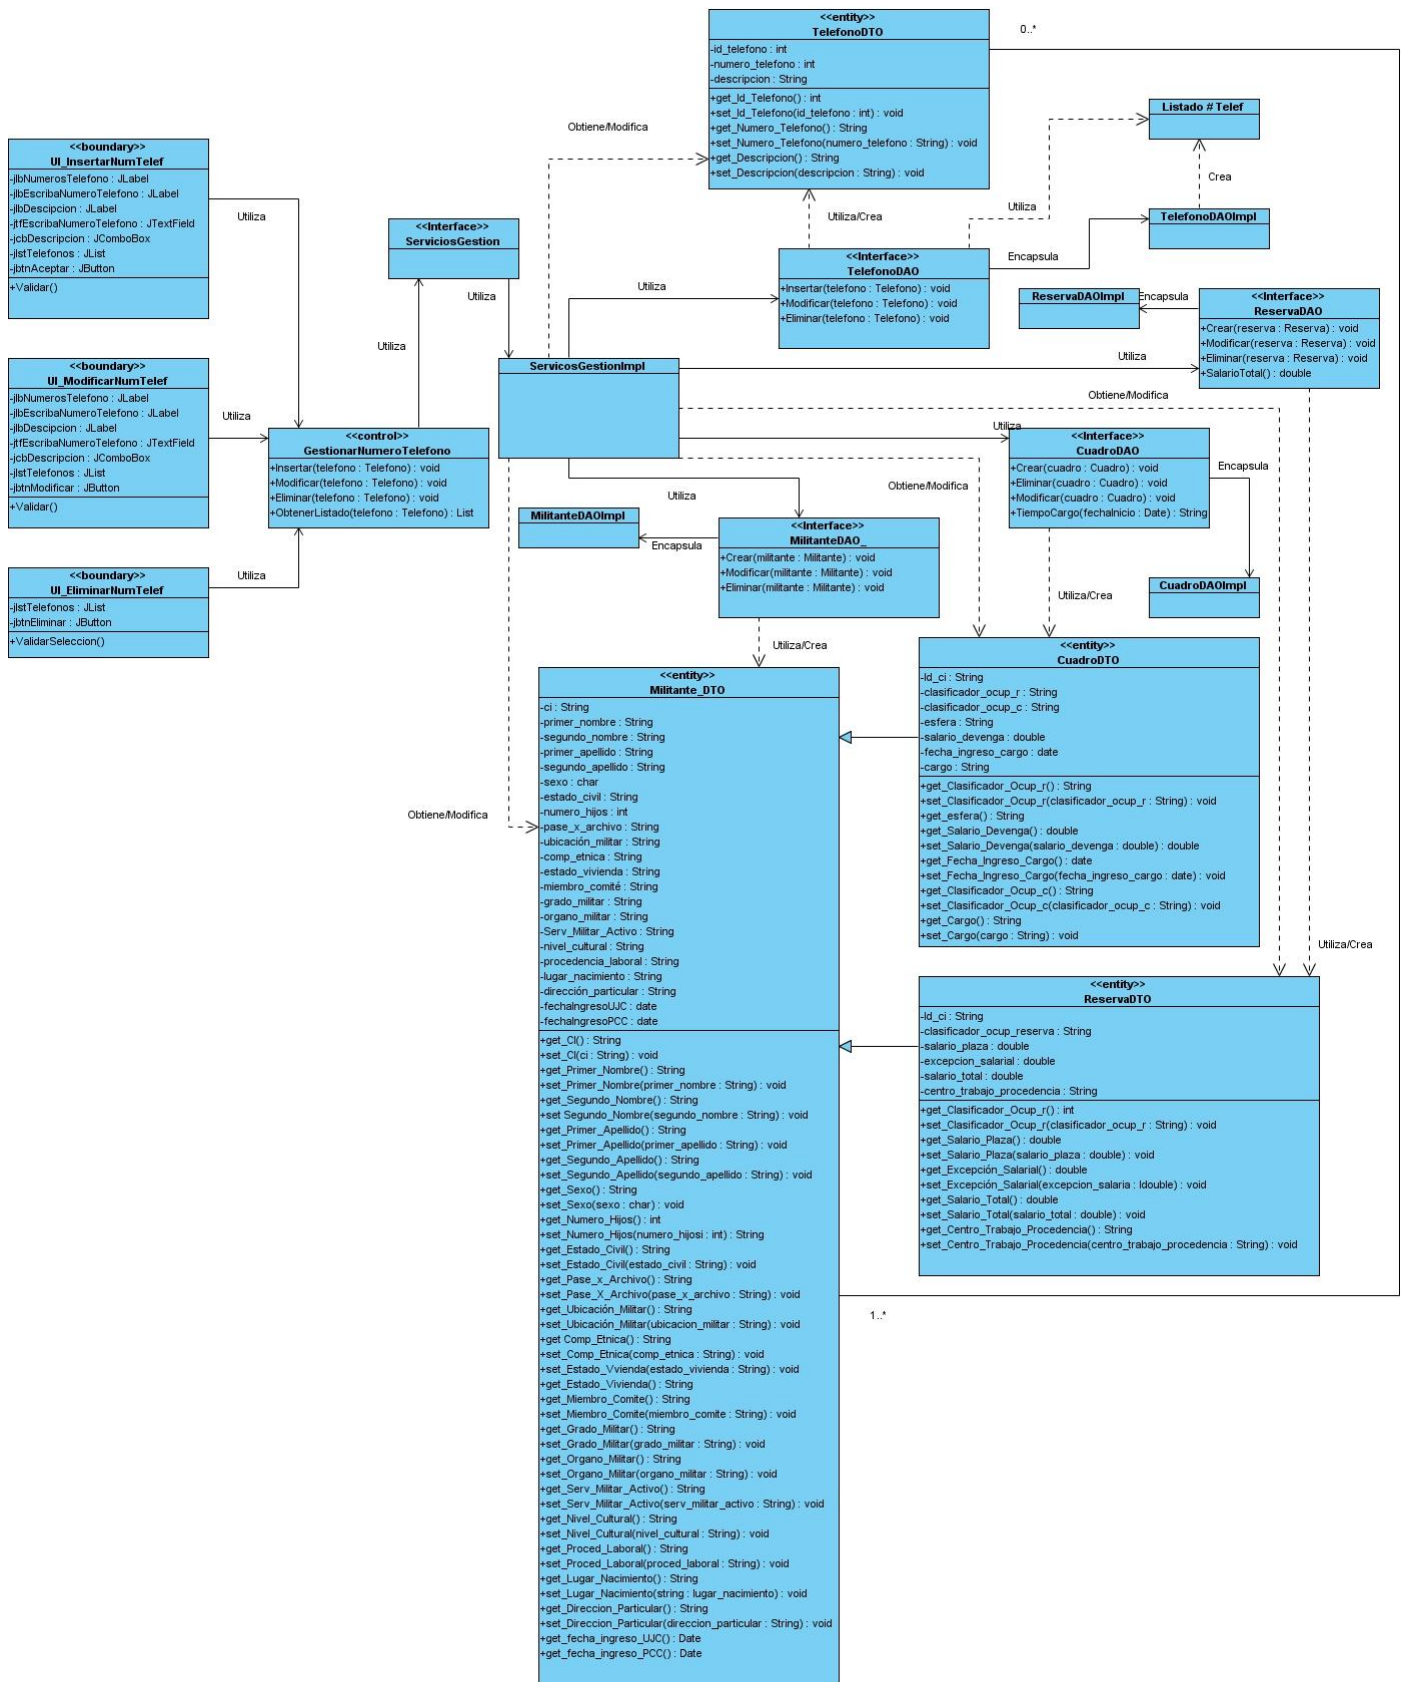 <<entity>>
TelefonoDTO
-id_telefono : int
-numero_telefono : int
-descripcion : String
+get_Id_Telefono() : int
+set_Id_Telefono(id_telefono : int) : void
+get_Numero_Telefono() : String
+set_Numero_Telefono(numero_telefono : String) : void
+get_Descripcion() : String
+set_Descripcion(descripcion : String) : void
0..*
Obtiene/Modifica
Listado # Telef
Crea
Utiliza
Utiliza/Crea
TelefonoDAOImpl
Encapsula
<<boundary>>
UI_InsertarNumTelef
-jlbNumerosTelefono : JLabel
-jlbEscribaNumeroTelefono : JLabel
-jlbDescipcion : JLabel
-jtfEscribaNumeroTelefono : JTextField
-jcbDescripcion : JComboBox
-jlstTelefonos : JList
-jbtnAceptar : JButton
+Validar()
Utiliza
<<Interface>>
ServiciosGestion
Utiliza
Utiliza
<<Interface>>
TelefonoDAO
+Insertar(telefono : Telefono) : void
+Modificar(telefono : Telefono) : void
+Eliminar(telefono : Telefono) : void
Utiliza
ReservaDAOImpl
Encapsula
<<Interface>>
ReservaDAO
+Crear(reserva : Reserva) : void
+Modificar(reserva : Reserva) : void
+Eliminar(reserva : Reserva) : void
+SalarioTotal() : double
Utiliza
ServicosGestionImpl
Obtiene/Modifica
<<boundary>>
UI_ModificarNumTelef
-jlbNumerosTelefono : JLabel
-jlbEscribaNumeroTelefono : JLabel
-jlbDescipcion : JLabel
-jtfEscribaNumeroTelefono : JTextField
-jcbDescripcion : JComboBox
-jlstTelefonos : JList
-jbtnModificar : JButton
+Validar()
Utiliza
<<control>>
GestionarNumeroTelefono
+Insertar(telefono : Telefono) : void
+Modificar(telefono : Telefono) : void
+Eliminar(telefono : Telefono) : void
+ObtenerListado(telefono : Telefono) : List
Utiliza
<<Interface>>
CuadroDAO
+Crear(cuadro : Cuadro) : void
+Eliminar(cuadro : Cuadro) : void
+Modificar(cuadro : Cuadro) : void
+TiempoCargo(fechaInicio : Date) : String
Encapsula
Obtiene/Modifica
Utiliza
MilitanteDAOImpl
Encapsula
<<Interface>>
MilitanteDAO_
+Crear(militante : Militante) : void
+Modificar(militante : Militante) : void
+Eliminar(militante : Militante) : void
CuadroDAOImpl
Utiliza/Crea
<<boundary>>
UI_EliminarNumTelef
-jlstTelefonos : JList
-jbtnEliminar : JButton
+ValidarSeleccion()
Utiliza
Utiliza/Crea
<<entity>>
CuadroDTO
-Id_ci : String
-clasificador_ocup_r : String
-clasificador_ocup_c : String
-esfera : String
-salario_devenga : double
-fecha_ingreso_cargo : date
-cargo : String
+get_Clasificador_Ocup_r() : String
+set_Clasificador_Ocup_r(clasificador_ocup_r : String) : void
+get_esfera() : String
+get_Salario_Devenga() : double
+set_Salario_Devenga(salario_devenga : double) : double
+get_Fecha_Ingreso_Cargo() : date
+set_Fecha_Ingreso_Cargo(fecha_ingreso_cargo : date) : void
+get_Clasificador_Ocup_c() : String
+set_Clasificador_Ocup_c(clasificador_ocup_c : String) : void
+get_Cargo() : String
+set_Cargo(cargo : String) : void
Utiliza/Crea
Obtiene/Modifica
<<entity>>
Militante_DTO
-ci : String
-primer_nombre : String
-segundo_nombre : String
-primer_apellido : String
-segundo_apellido : String
-sexo : char
-estado_civil : String
-numero_hijos : int
-pase_x_archivo : String
-ubicación_militar : String
-comp_etnica : String
-estado_vivienda : String
-miembro_comité : String
-grado_militar : String
-organo_militar : String
-Serv_Militar_Activo : String
-nivel_cultural : String
-procedencia_laboral : String
-lugar_nacimiento : String
-dirección_particular : String
-fechaIngresoUJC : date
-fechaIngresoPCC : date
+get_CI() : String
+set_CI(ci : String) : void
+get_Primer_Nombre() : String
+set_Primer_Nombre(primer_nombre : String) : void
+get_Segundo_Nombre() : String
+set Segundo_Nombre(segundo_nombre : String) : void
+get_Primer_Apellido() : String
+set_Primer_Apellido(primer_apellido : String) : void
+get_Segundo_Apellido() : String
+set_Segundo_Apellido(segundo_apellido : String) : void
+get_Sexo() : String
+set_Sexo(sexo : char) : void
+get_Numero_Hijos() : int
+set_Numero_Hijos(numero_hijosi : int) : String
+get_Estado_Civil() : String
+set_Estado_Civil(estado_civil : String) : void
+get_Pase_x_Archivo() : String
+set_Pase_X_Archivo(pase_x_archivo : String) : void
+get_Ubicación_Militar() : String
+set_Ubicación_Militar(ubicacion_militar : String) : void
+get Comp_Etnica() : String
+set_Comp_Etnica(comp_etnica : String) : void
+set_Estado_Vvienda(estado_vivienda : String) : void
+get_Estado_Vivienda() : String
+get_Miembro_Comite() : String
+set_Miembro_Comite(miembro_comite : String) : void
+get_Grado_Militar() : String
+set_Grado_Militar(grado_militar : String) : void
+get_Organo_Militar() : String
+set_Organo_Militar(organo_militar : String) : void
+get_Serv_Militar_Activo() : String
+set_Serv_Militar_Activo(serv_militar_activo : String) : void
+get_Nivel_Cultural() : String
+set_Nivel_Cultural(nivel_cultural : String) : void
+get_Proced_Laboral() : String
+set_Proced_Laboral(proced_laboral : String) : void
+get_Lugar_Nacimiento() : String
+set_Lugar_Nacimiento(string : lugar_nacimiento) : void
+get_Direccion_Particular() : String
+set_Direccion_Particular(direccion_particular : String) : void
+get_fecha_ingreso_UJC() : Date
+get_fecha_ingreso_PCC() : Date
<<entity>>
ReservaDTO
-Id_ci : String
-clasificador_ocup_reserva : String
-salario_plaza : double
-excepcion_salarial : double
-salario_total : double
-centro_trabajo_procedencia : String
+get_Clasificador_Ocup_r() : int
+set_Clasificador_Ocup_r(clasificador_ocup_r : String) : void
+get_Salario_Plaza() : double
+set_Salario_Plaza(salario_plaza : double) : void
+get_Excepción_Salarial() : double
+set_Excepción_Salarial(excepcion_salaria : ldouble) : void
+get_Salario_Total() : double
+set_Salario_Total(salario_total : double) : void
+get_Centro_Trabajo_Procedencia() : String
+set_Centro_Trabajo_Procedencia(centro_trabajo_procedencia : String) : void
1..*